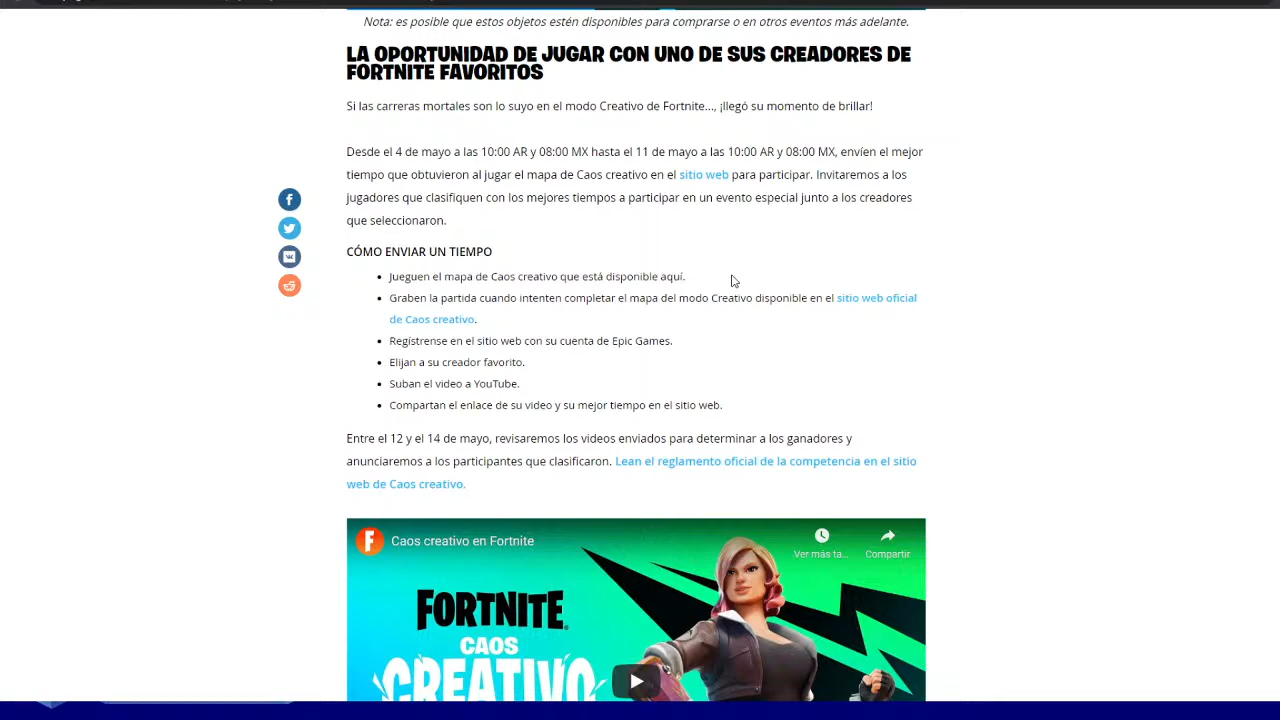 Nota: es posible que estos objetos estén disponibles para comprarse o en otros eventos más adelante.
LA OPORTUNIDAD DE JUGAR CON UNO DE SUS CREADORES DE
FORTNITE FAVORITOS
Si las carreras mortales son lo suyo en el modo Creativo de Fortnite..., ¡llegó su momento de brillar!
Desde el 4 de mayo a las 10:00 AR y 08:00 MX hasta el 11 de mayo a las 10:00 AR y 08:00 MX, envíen el mejor
tiempo que obtuvieron al jugar el mapa de Caos creativo en el sitio web para participar. Invitaremos a los
jugadores que clasifiquen con los mejores tiempos a participar en un evento especial junto a los creadores
que seleccionaron.
CÓMO ENVIAR UN TIEMPO
• Jueguen el mapa de Caos creativo que está disponible aquí.
• Graben la partida cuando intenten completar el mapa del modo Creativo disponible en el sitio web oficial
de Caos creativo.
• Regístrense en el sitio web con su cuenta de Epic Games.
• Elijan a su creador favorito.
• Suban el video a YouTube.
• Compartan el enlace de su video y su mejor tiempo en el sitio web.
Entre el 12 y el 14 de mayo, revisaremos los videos enviados para determinar a los ganadores y
anunciaremos a los participantes que clasificaron. Lean el reglamento oficial de la competencia en el sitio
web de Caos creativo.
Caos creativo en Fortnite
Ver más ta...
Compartir
FORTNITE
CAOS
CREATIVO